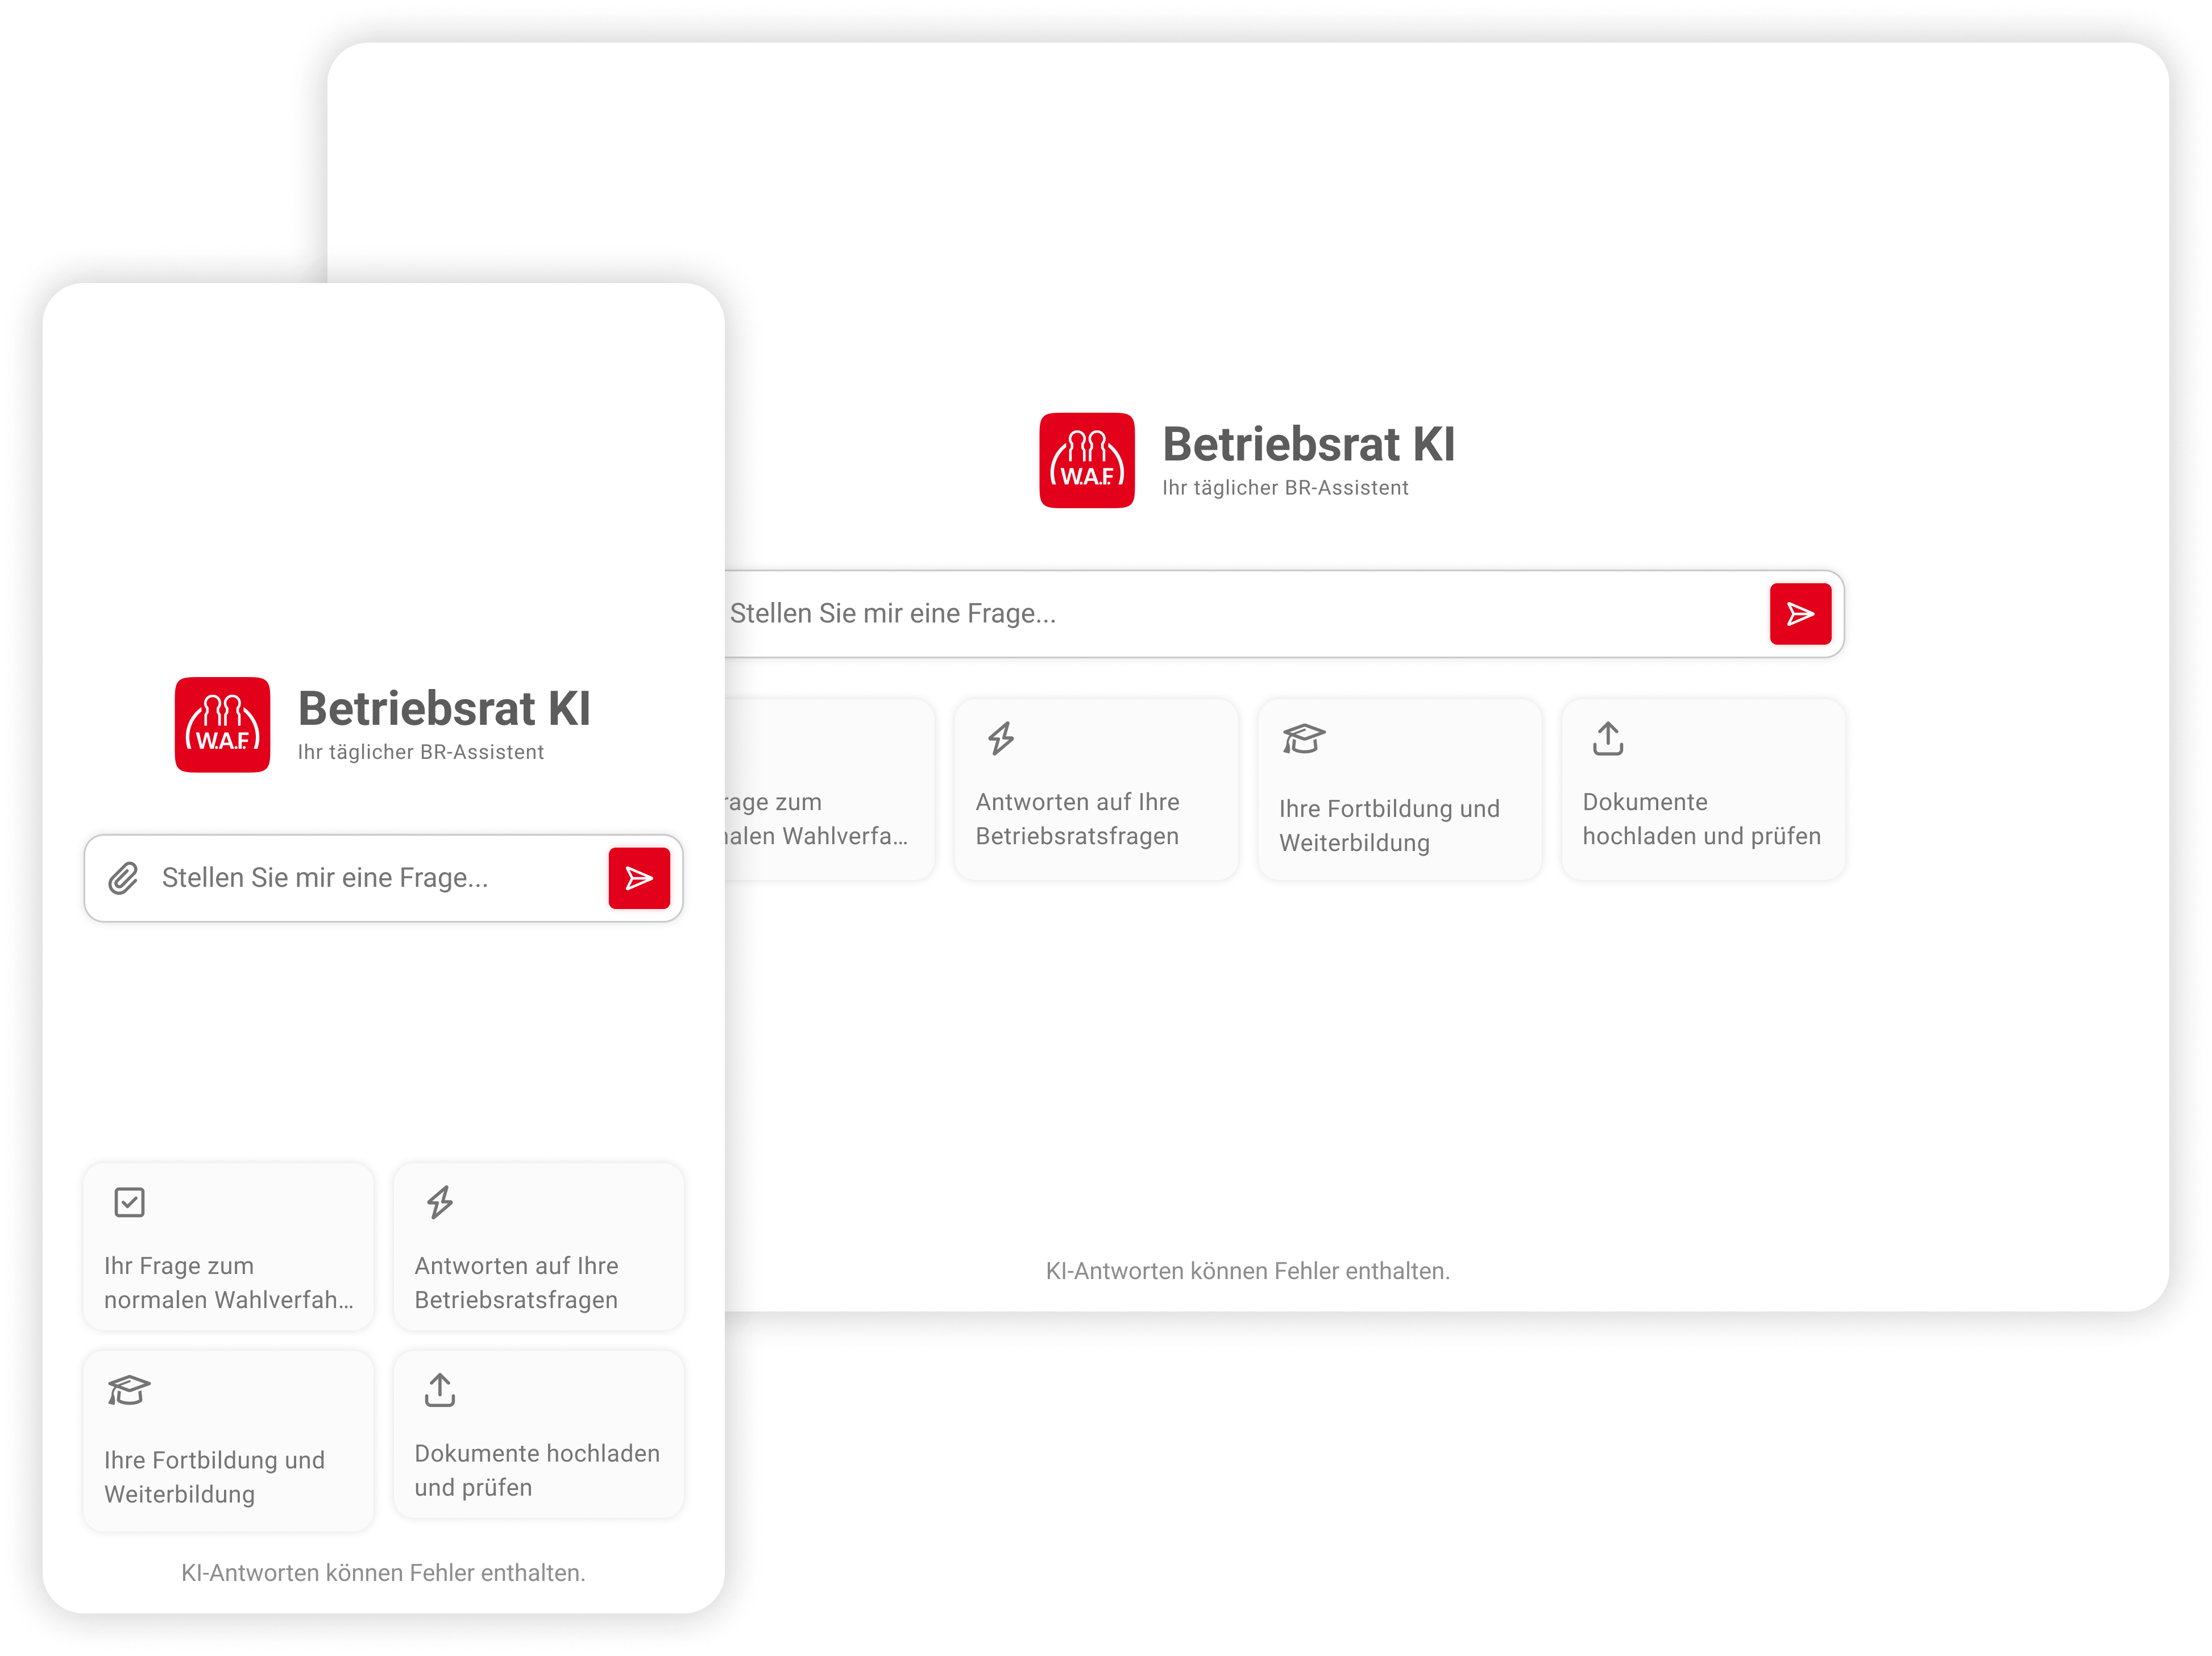 W.A.F.
Betriebsrat KI
Ihr täglicher BR-Assistent
Stellen Sie mir eine Frage...
Ihr Frage zum
normalen Wahlverfah...
Antworten auf Ihre
Betriebsratsfragen
Ihre Fortbildung und
Weiterbildung
Dokumente hochladen
und prüfen
KI-Antworten können Fehler enthalten.
W.A.F.
Betriebsrat KI
Ihr täglicher BR-Assistent
Stellen Sie mir eine Frage...
rage zum
alen Wahlverfa...
Antworten auf Ihre
Betriebsratsfragen
Ihre Fortbildung und
Weiterbildung
Dokumente
hochladen und prüfen
KI-Antworten können Fehler enthalten.